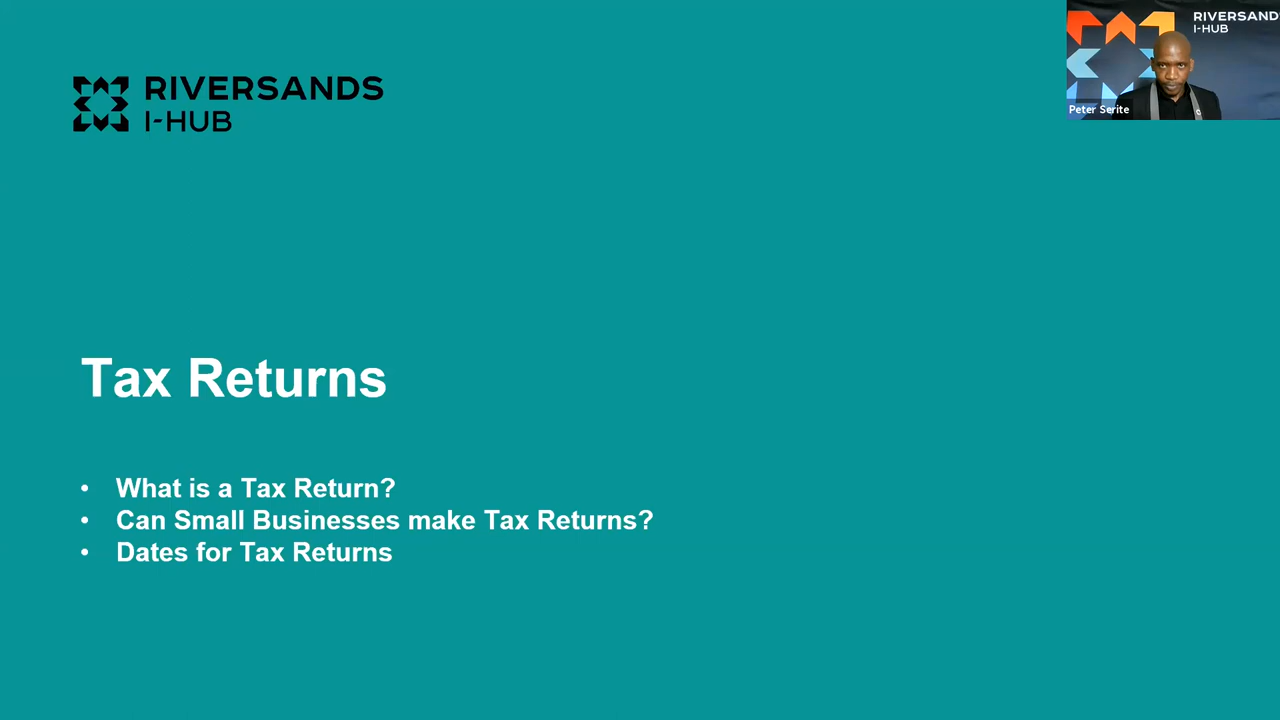 RIVERSANDS
I-HUB
RIVERSAND
I-HUB
Peter Serite
Tax Returns
• What is a Tax Return?
• Can Small Businesses make Tax Returns?
• Dates for Tax Returns